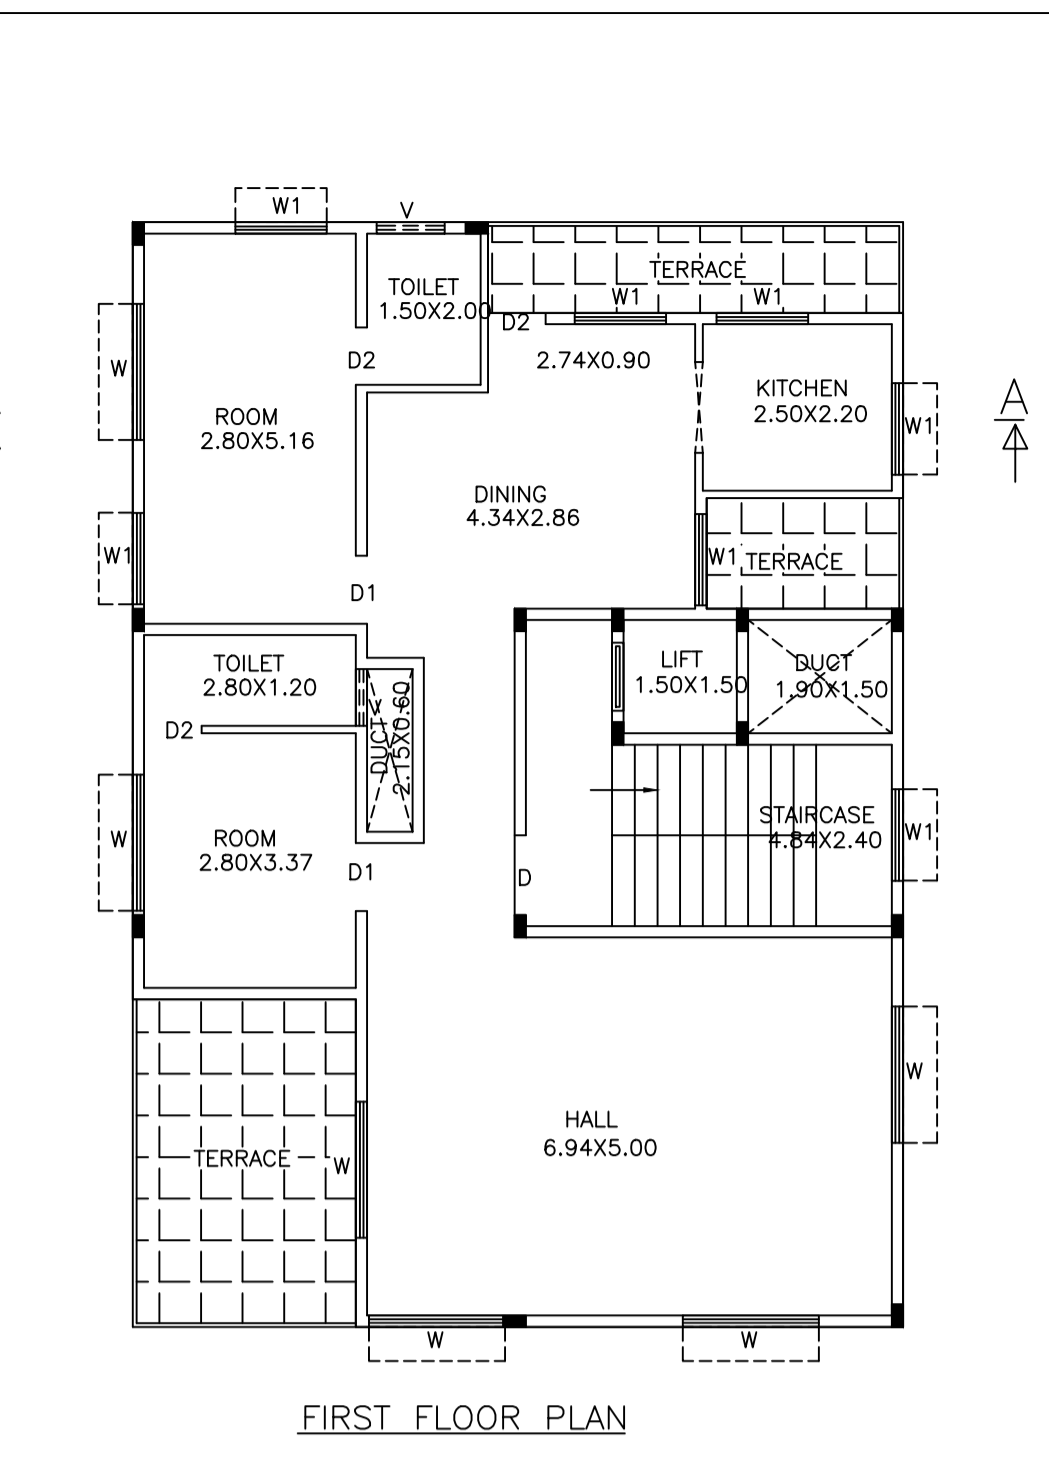 W1
V
TOILET
1.50X2.00
TERRACE
W1
W1
D2
W
D2
2.74X0.90
KITCHEN
2.50X2.20
W1
A
ROOM
2.80X5.16
DINING
4.34X2.86
W1
W1
TERRACE
D1
TOILET
2.80X1.20
LIFT
1.50X1.50
DUCT
1.90X1.50
D2
V
DUCT
2.15X0.60
W
ROOM
2.80X3.37
D1
D
STAIRCASE
4.84X2.40
W1
W
HALL
6.94X5.00
TERRACE
W
W
W
FIRST FLOOR PLAN